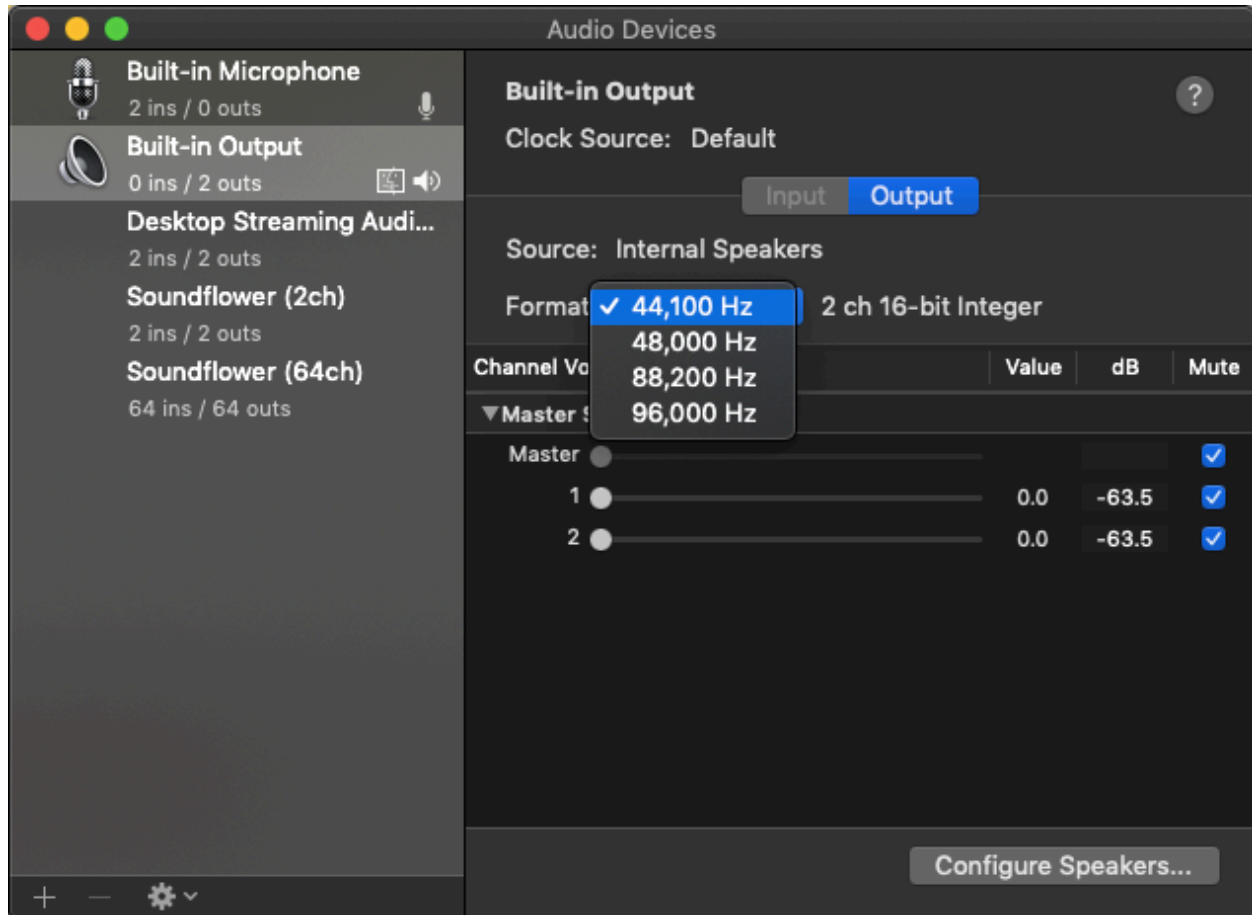 Audio Devices
Built-in Microphone
2 ins / 0 outs
Built-in Output
0 ins / 2 outs
Desktop Streaming Audi...
2 ins / 2 outs
Soundflower (2ch)
2 ins / 2 outs
Soundflower (64ch)
64 ins / 64 outs
Built-in Output
?
Clock Source: Default
Input Output
Source: Internal Speakers
Format ✓ 44,100 Hz 2 ch 16-bit Integer
48,000 Hz
88,200 Hz
96,000 Hz
Channel Vo Value dB Mute
▼Master S
Master
1 0.0 -63.5
2 0.0 -63.5
Configure Speakers...